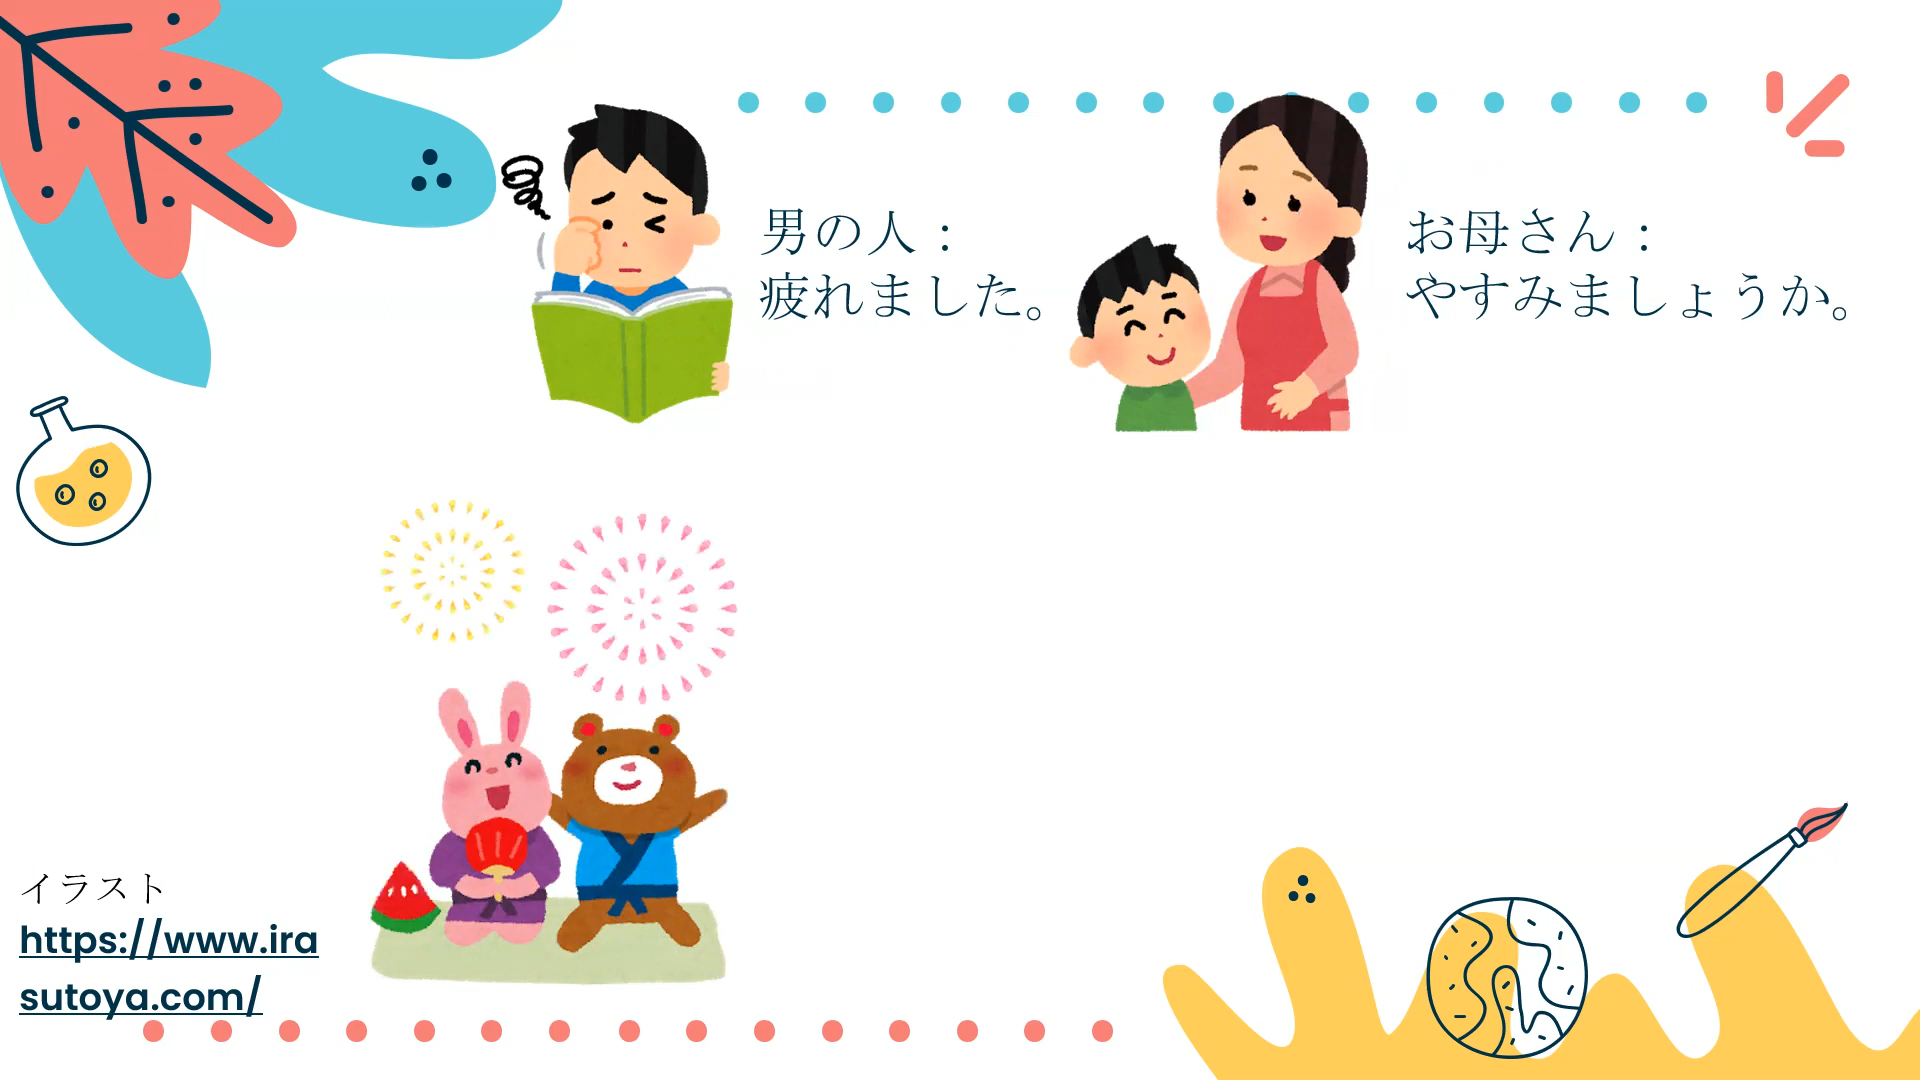 男の人：
疲れました。
お母さん：
やすみましょうか。
イラスト
https://www.ira
sutoya.com/